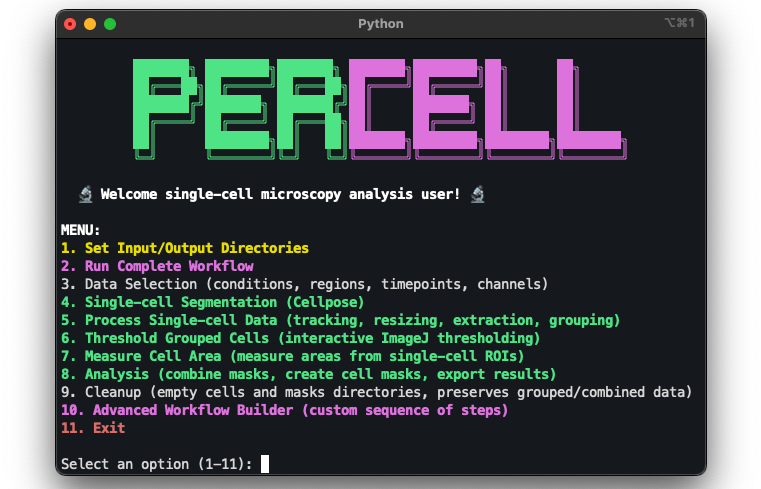 Python
⌥⌘1
PERCELL
🔬 Welcome single-cell microscopy analysis user! 🔬
MENU:
1. Set Input/Output Directories
2. Run Complete Workflow
3. Data Selection (conditions, regions, timepoints, channels)
4. Single-cell Segmentation (Cellpose)
5. Process Single-cell Data (tracking, resizing, extraction, grouping)
6. Threshold Grouped Cells (interactive ImageJ thresholding)
7. Measure Cell Area (measure areas from single-cell ROIs)
8. Analysis (combine masks, create cell masks, export results)
9. Cleanup (empty cells and masks directories, preserves grouped/combined data)
10. Advanced Workflow Builder (custom sequence of steps)
11. Exit
Select an option (1-11):